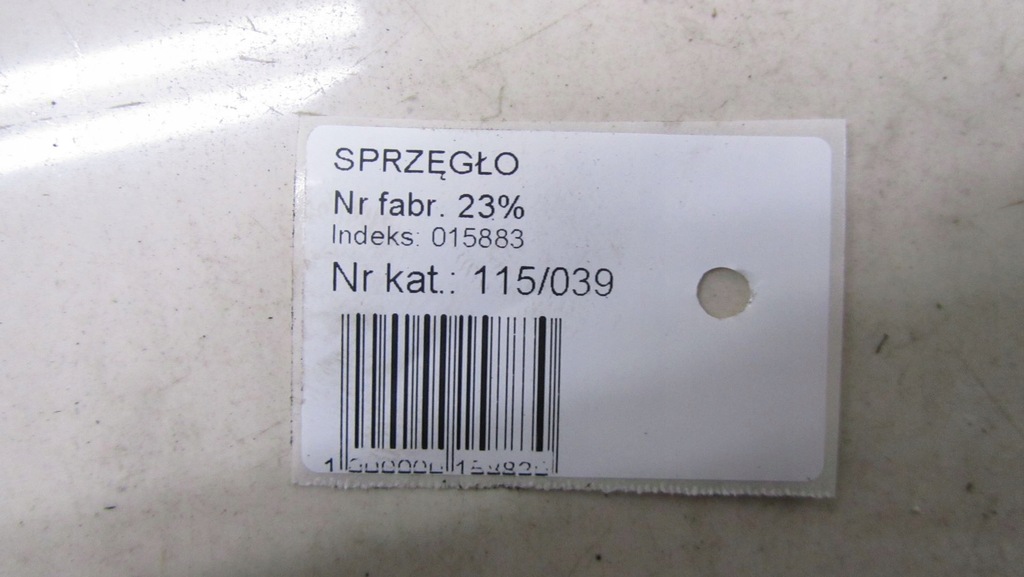 SPRZĘGŁO
Nr fabr. 23%
Indeks: 015883
Nr kat.: 115/039